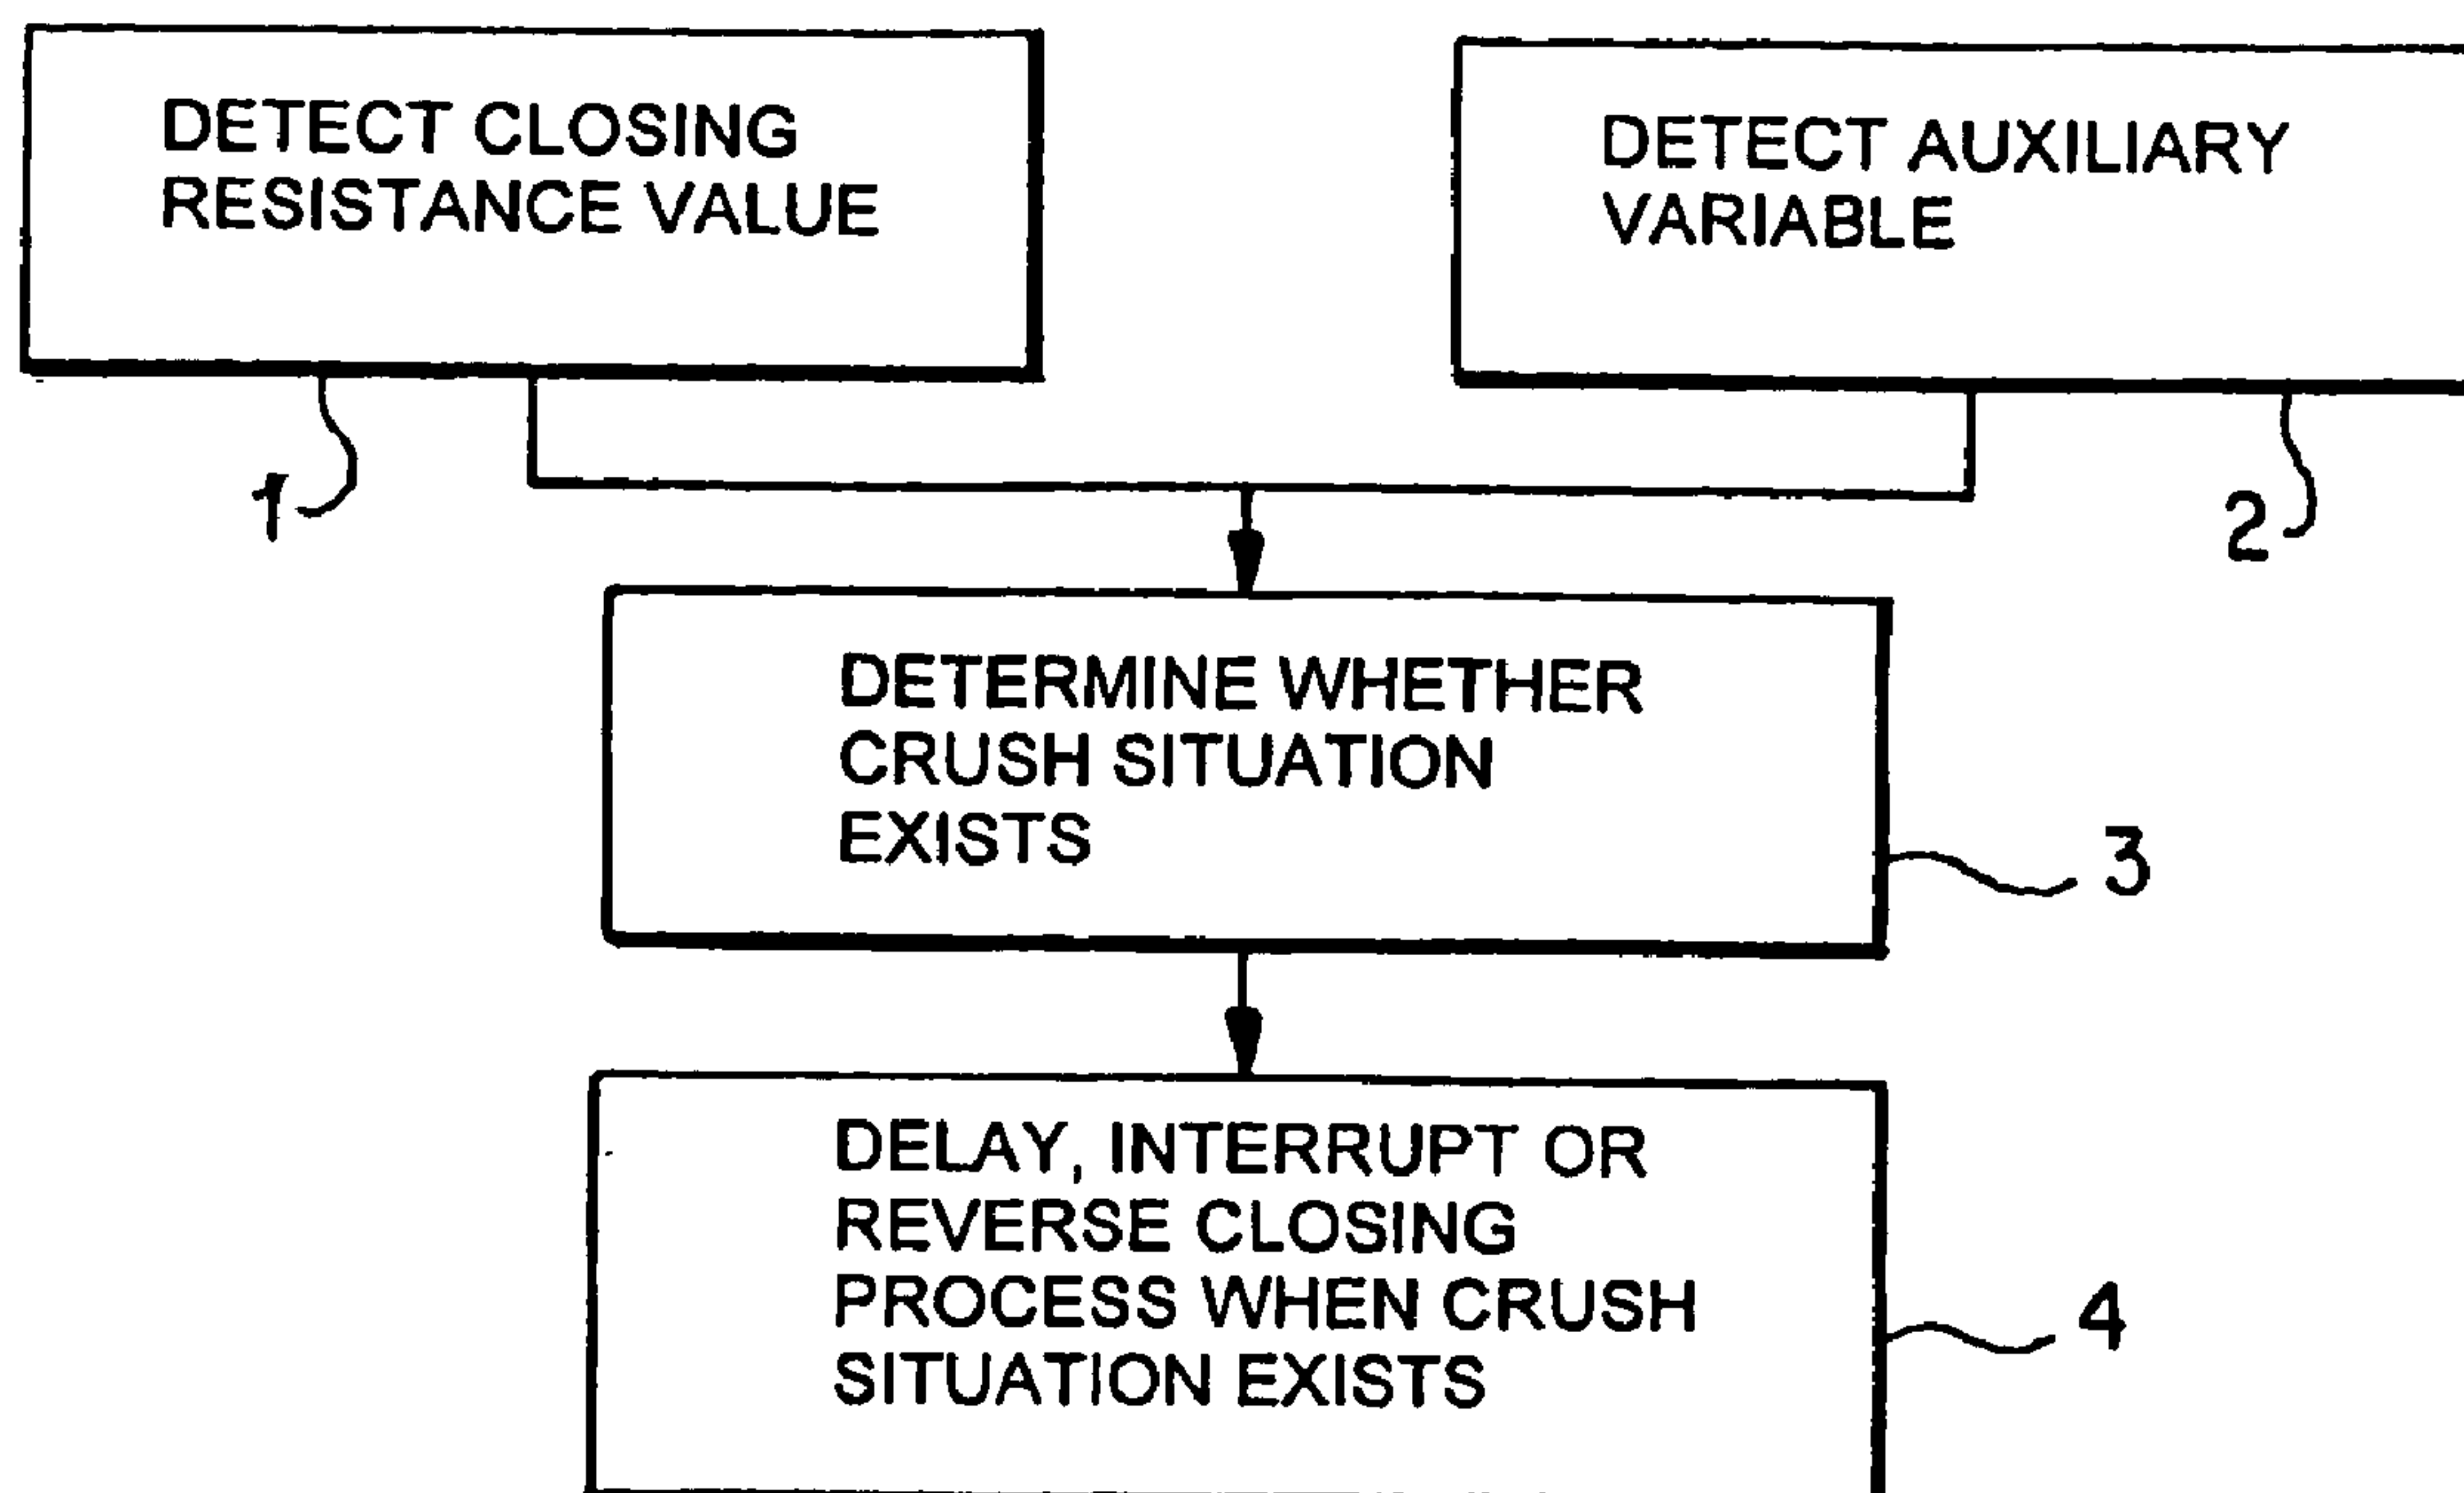 DETECT CLOSING
RESISTANCE VALUE
DETECT AUXILIARY
VARIABLE
1
2
DETERMINE WHETHER
CRUSH SITUATION
EXISTS
3
DELAY, INTERRUPT OR
REVERSE CLOSING
PROCESS WHEN CRUSH
SITUATION EXISTS
4